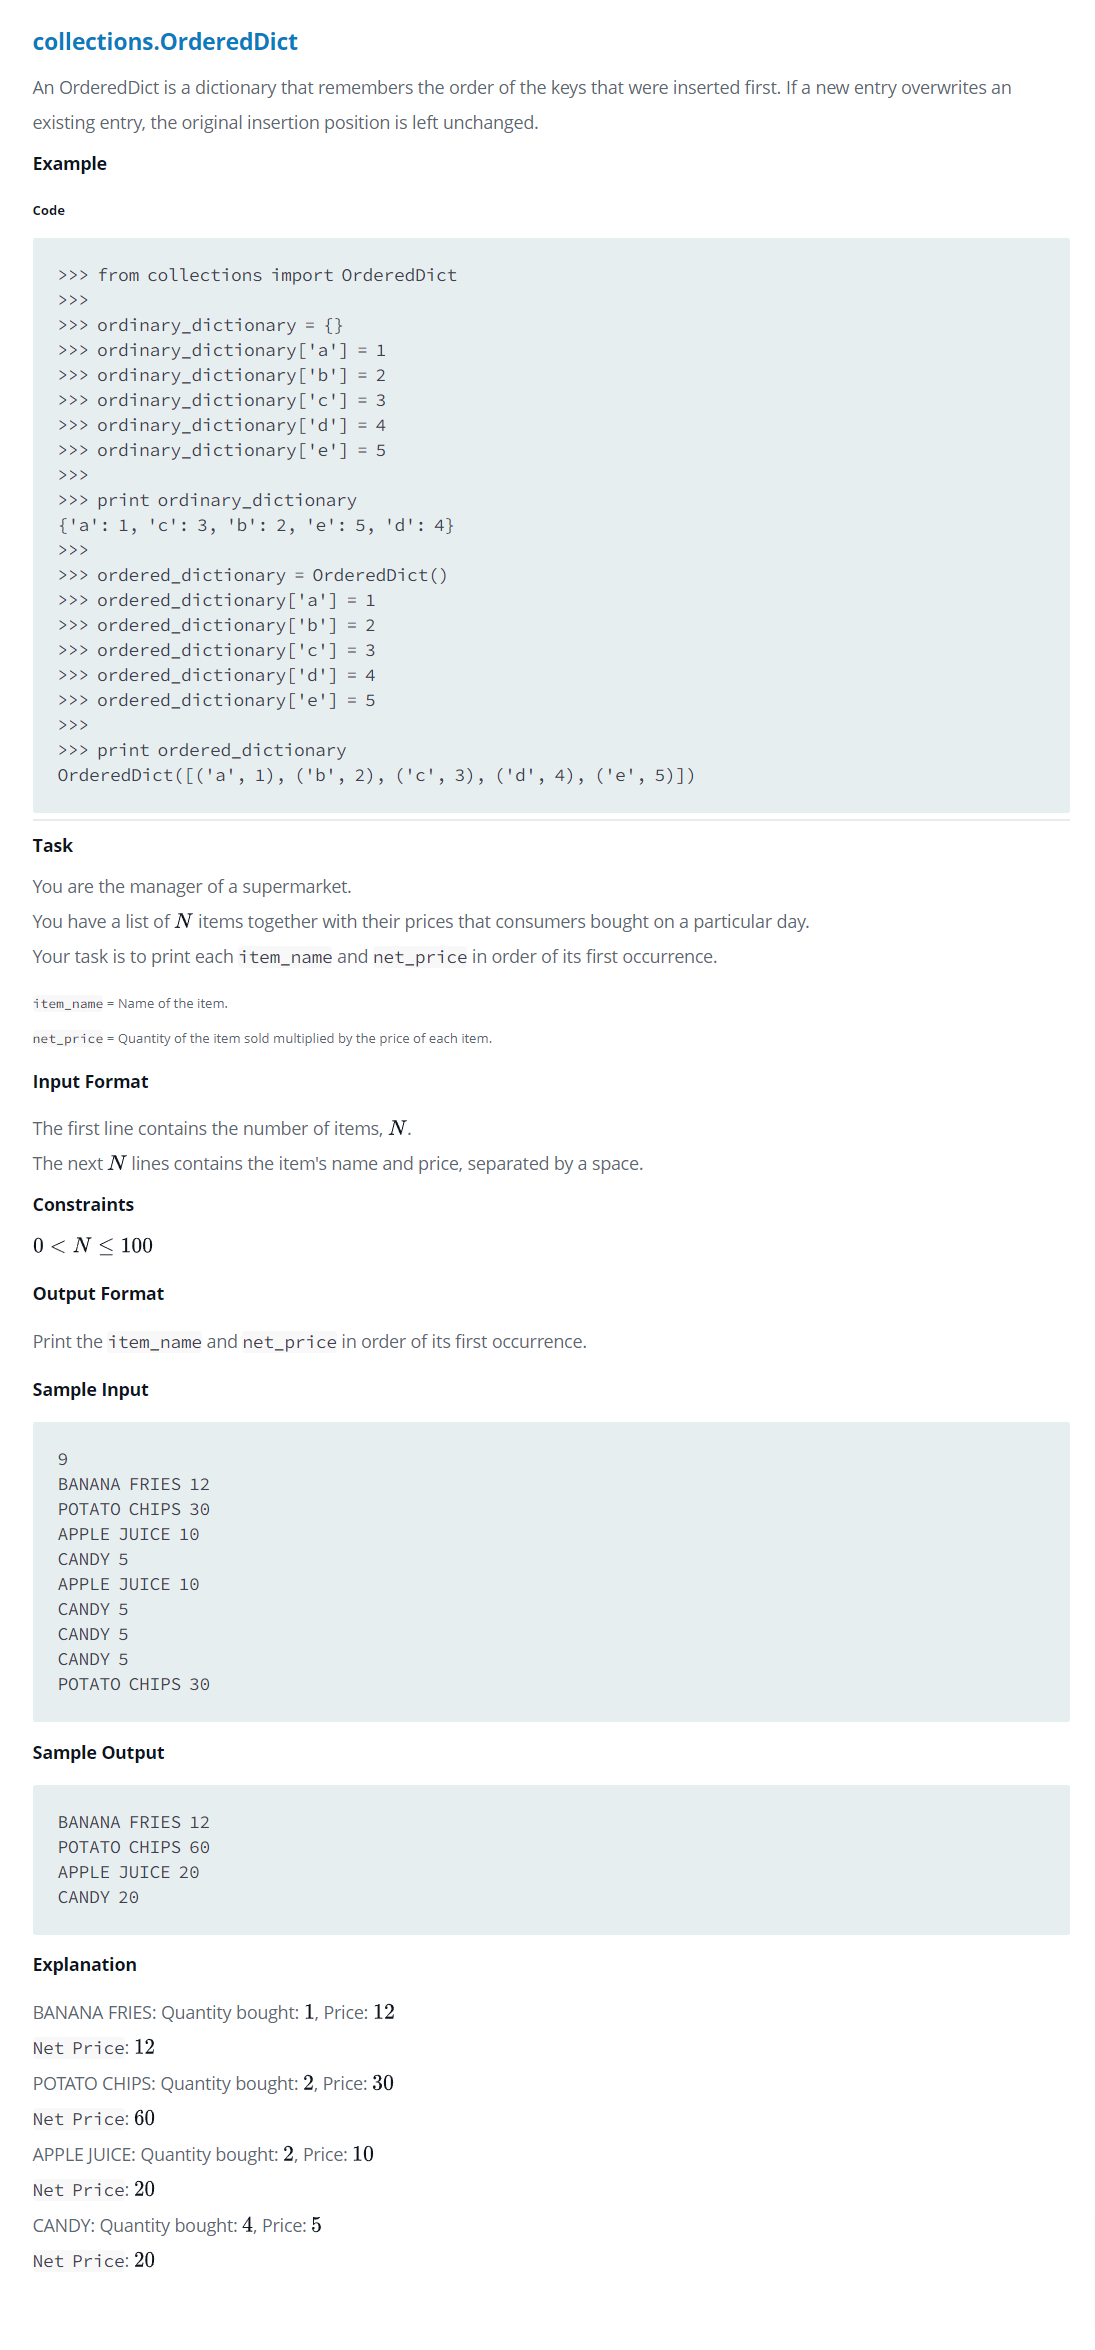 collections.OrderedDict
An OrderedDict is a dictionary that remembers the order of the keys that were inserted first. If a new entry overwrites an
existing entry, the original insertion position is left unchanged.
Example
Code
>>> from collections import OrderedDict
>>>
>>> ordinary_dictionary = {}
>>> ordinary_dictionary['a'] = 1
>>> ordinary_dictionary['b'] = 2
>>> ordinary_dictionary['c'] = 3
>>> ordinary_dictionary['d'] = 4
>>> ordinary_dictionary['e'] = 5
>>>
>>> print ordinary_dictionary
{'a': 1, 'c': 3, 'b': 2, 'e': 5, 'd': 4}
>>>
>>> ordered_dictionary = OrderedDict()
>>> ordered_dictionary['a'] = 1
>>> ordered_dictionary['b'] = 2
>>> ordered_dictionary['c'] = 3
>>> ordered_dictionary['d'] = 4
>>> ordered_dictionary['e'] = 5
>>>
>>> print ordered_dictionary
OrderedDict([('a', 1), ('b', 2), ('c', 3), ('d', 4), ('e', 5)])
Task
You are the manager of a supermarket.
You have a list of N items together with their prices that consumers bought on a particular day.
Your task is to print each item_name and net_price in order of its first occurrence.
item_name = Name of the item.
net_price = Quantity of the item sold multiplied by the price of each item.
Input Format
The first line contains the number of items, N.
The next N lines contains the item's name and price, separated by a space.
Constraints
0 < N ≤ 100
Output Format
Print the item_name and net_price in order of its first occurrence.
Sample Input
9
BANANA FRIES 12
POTATO CHIPS 30
APPLE JUICE 10
CANDY 5
APPLE JUICE 10
CANDY 5
CANDY 5
CANDY 5
POTATO CHIPS 30
Sample Output
BANANA FRIES 12
POTATO CHIPS 60
APPLE JUICE 20
CANDY 20
Explanation
BANANA FRIES: Quantity bought: 1, Price: 12
Net Price: 12
POTATO CHIPS: Quantity bought: 2, Price: 30
Net Price: 60
APPLE JUICE: Quantity bought: 2, Price: 10
Net Price: 20
CANDY: Quantity bought: 4, Price: 5
Net Price: 20